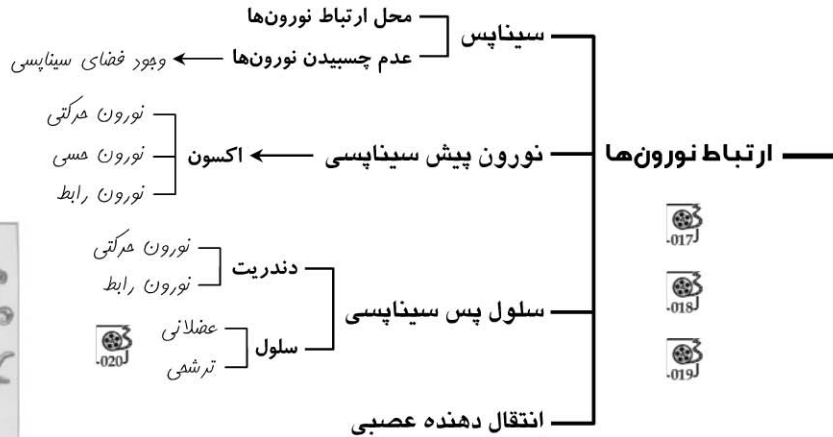 ارتباط نورون‌ها
سیناپس
محل ارتباط نورون‌ها
عدم چسبیدن نورون‌ها
وجود فضای سیناپسی
نورون پیش سیناپسی
اکسون
نورون حرکتی
نورون حسی
نورون رابط
سلول پس سیناپسی
دندریت
نورون حرکتی
نورون رابط
سلول
عضلانی
ترشحی
انتقال دهنده عصبی
-017
-018
-019
-020